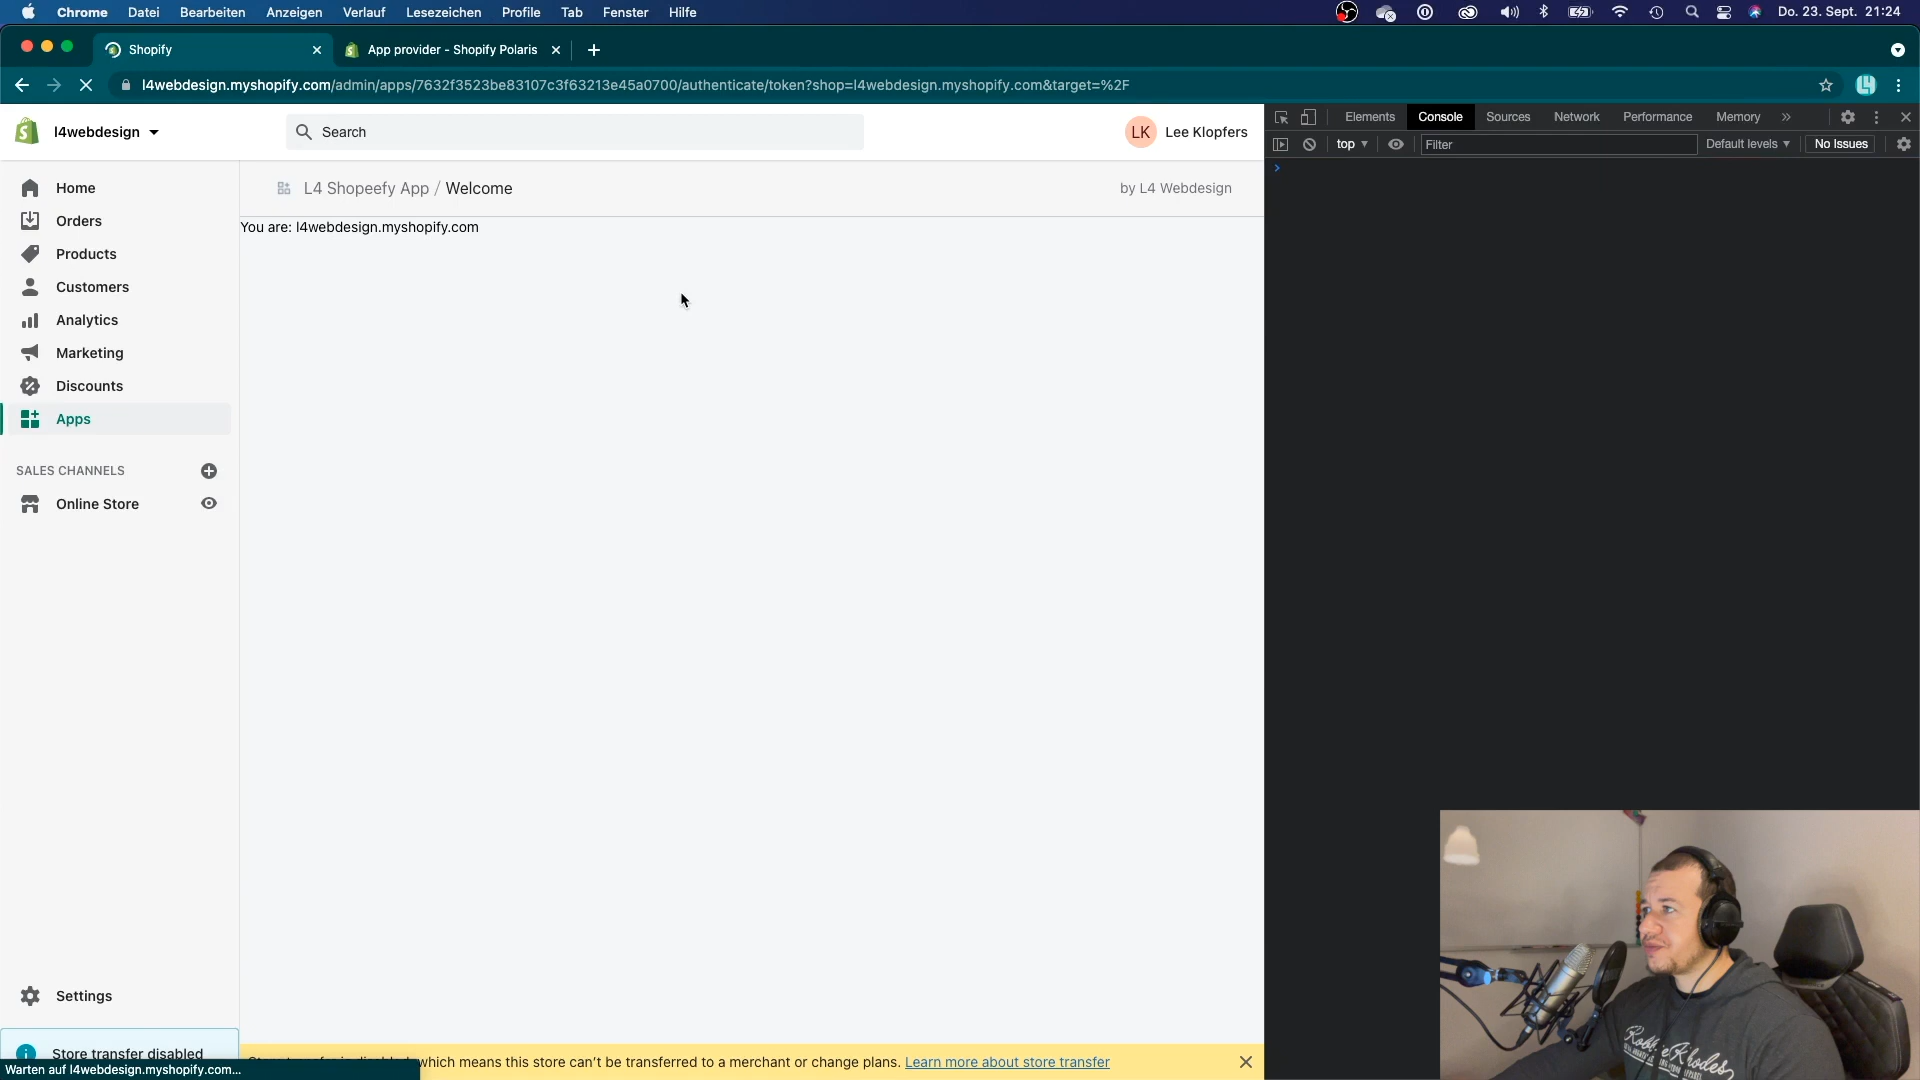 Chrome Datei Bearbeiten Anzeigen Verlauf Lesezeichen Profile Tab Fenster Hilfe Do. 23. Sept. 21:24
Shopify App provider - Shopify Polaris
l4webdesign.myshopify.com/admin/apps/7632f3523be83107c3f63213e45a0700/authenticate/token?shop=l4webdesign.myshopify.com&target=%2F
l4webdesign Search LK Lee Klopfers
Elements Console Sources Network Performance Memory
top Filter Default levels No Issues
Home
Orders
Products
Customers
Analytics
Marketing
Discounts
Apps
SALES CHANNELS
Online Store
Settings
Store transfer disabled
L4 Shopeefy App / Welcome by L4 Webdesign
You are: l4webdesign.myshopify.com
which means this store can't be transferred to a merchant or change plans. Learn more about store transfer
Warten auf l4webdesign.myshopify.com...